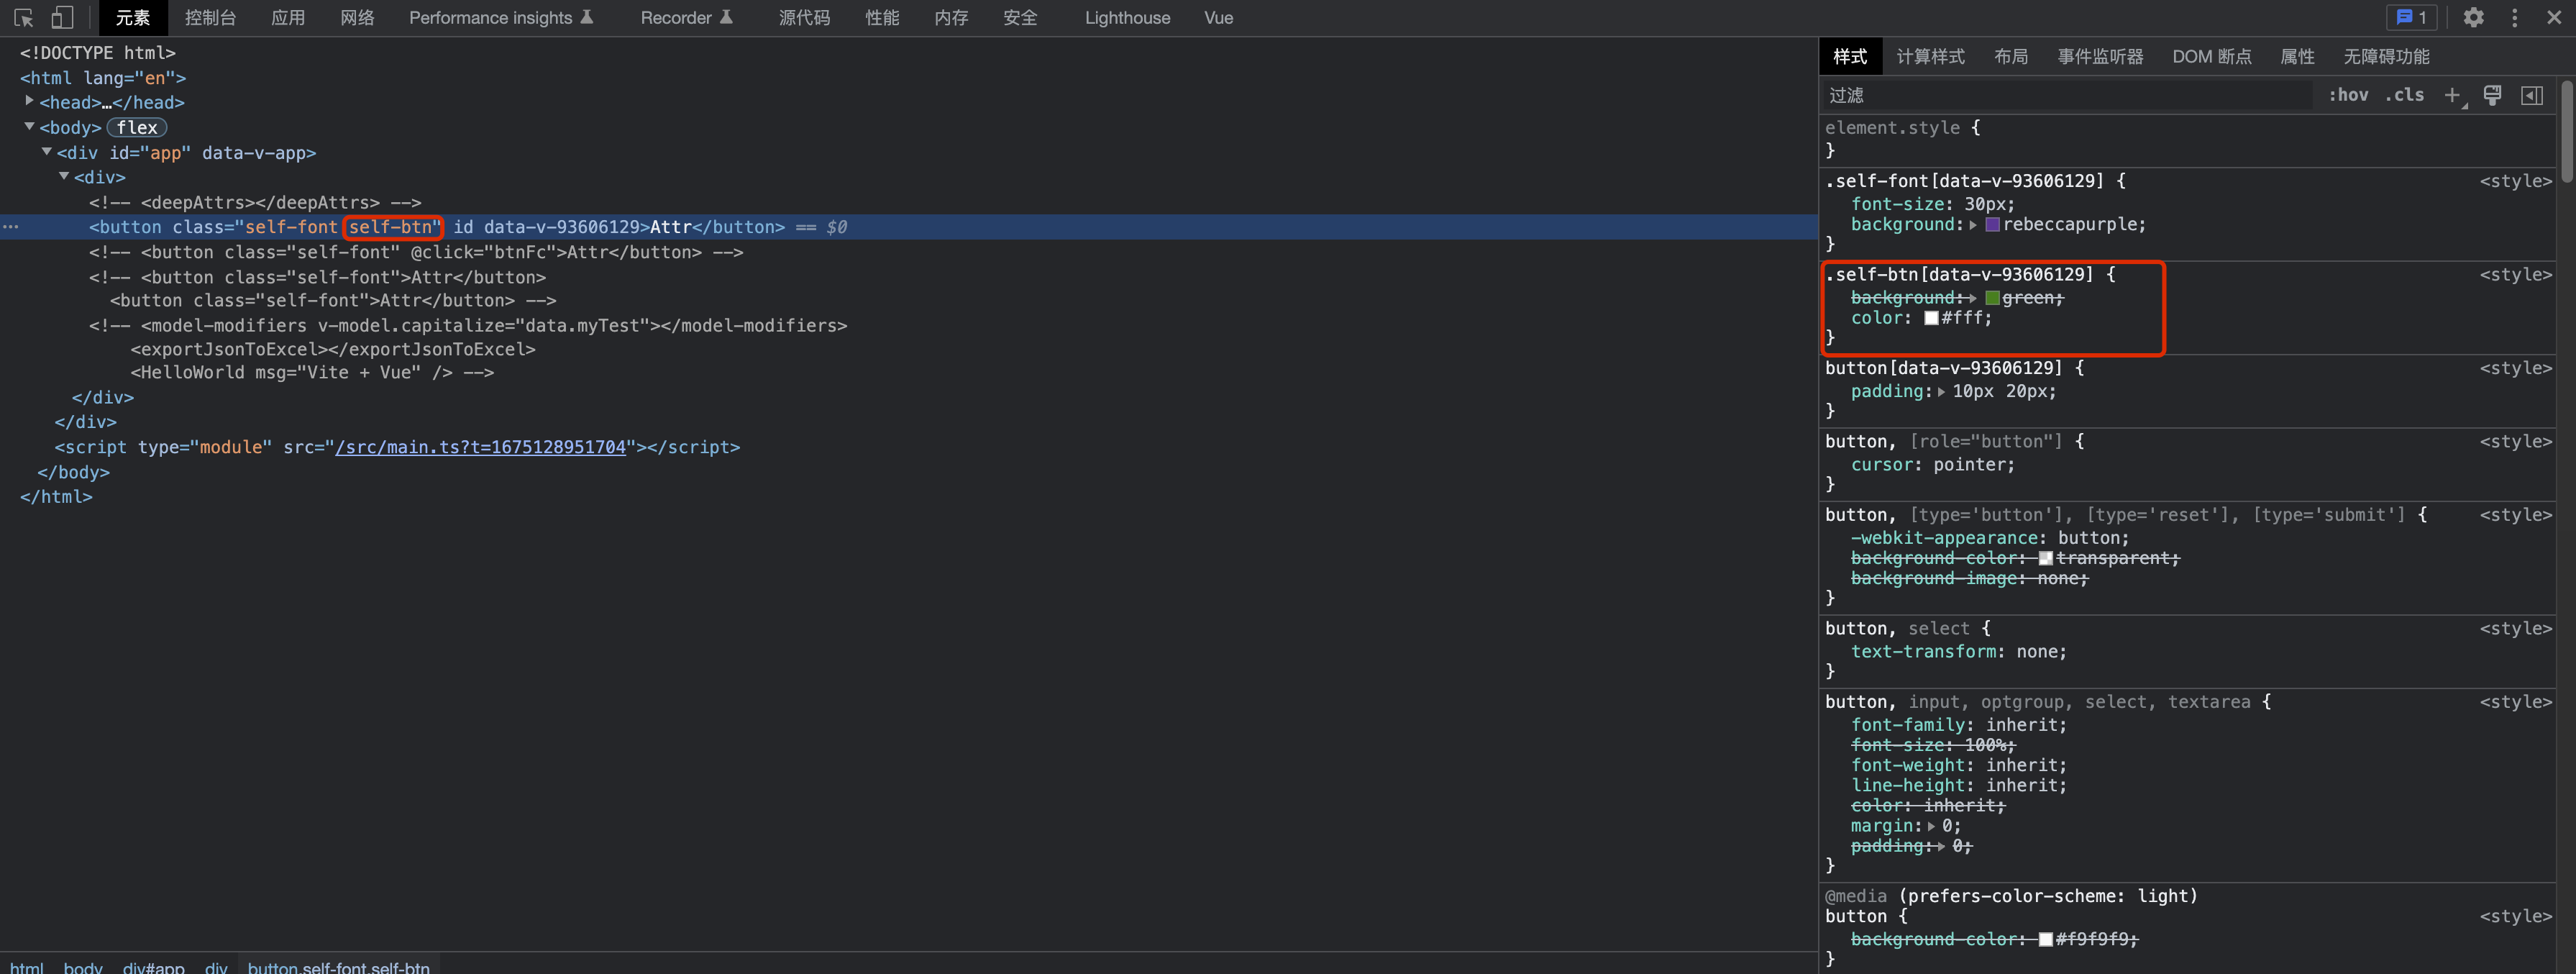 元素 控制台 应用 网络 Performance insights Recorder 源代码 性能 内存 安全 Lighthouse Vue 1
<!DOCTYPE html>
<html lang="en">
<head>…</head>
<body> flex
<div id="app" data-v-app>
<div>
<!-- <deepAttrs></deepAttrs> -->
<button class="self-font self-btn" id data-v-93606129>Attr</button> == $0
<!-- <button class="self-font" @click="btnFc">Attr</button> -->
<!-- <button class="self-font">Attr</button>
<button class="self-font">Attr</button> -->
<!-- <model-modifiers v-model.capitalize="data.myTest"></model-modifiers>
<exportJsonToExcel></exportJsonToExcel>
<HelloWorld msg="Vite + Vue" /> -->
</div>
</div>
<script type="module" src="/src/main.ts?t=1675128951704"></script>
</body>
</html>
html body div#app div button.self-font.self-btn
样式 计算样式 布局 事件监听器 DOM 断点 属性 无障碍功能
过滤 :hov .cls
element.style {
}
.self-font[data-v-93606129] { <style>
font-size: 30px;
background: rebeccapurple;
}
.self-btn[data-v-93606129] { <style>
background: green;
color: #fff;
}
button[data-v-93606129] { <style>
padding: 10px 20px;
}
button, [role="button"] { <style>
cursor: pointer;
}
button, [type='button'], [type='reset'], [type='submit'] { <style>
-webkit-appearance: button;
background-color: transparent;
background-image: none;
}
button, select { <style>
text-transform: none;
}
button, input, optgroup, select, textarea { <style>
font-family: inherit;
font-size: 100%;
font-weight: inherit;
line-height: inherit;
color: inherit;
margin: 0;
padding: 0;
}
@media (prefers-color-scheme: light)
button { <style>
background-color: #f9f9f9;
}